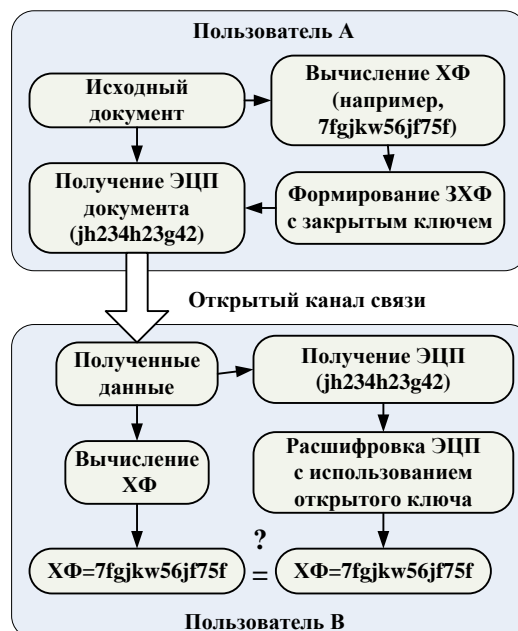 Пользователь А
Исходный
документ
Вычисление ХФ
(например,
7fgjkw56jf75f)
Получение ЭЦП
документа
(jh234h23g42)
Формирование ЗХФ
с закрытым ключем
Открытый канал связи
Полученные
данные
Получение ЭЦП
(jh234h23g42)
Вычисление
ХФ
Расшифровка ЭЦП
с использованием
открытого ключа
ХФ=7fgjkw56jf75f
?
=
ХФ=7fgjkw56jf75f
Пользователь В